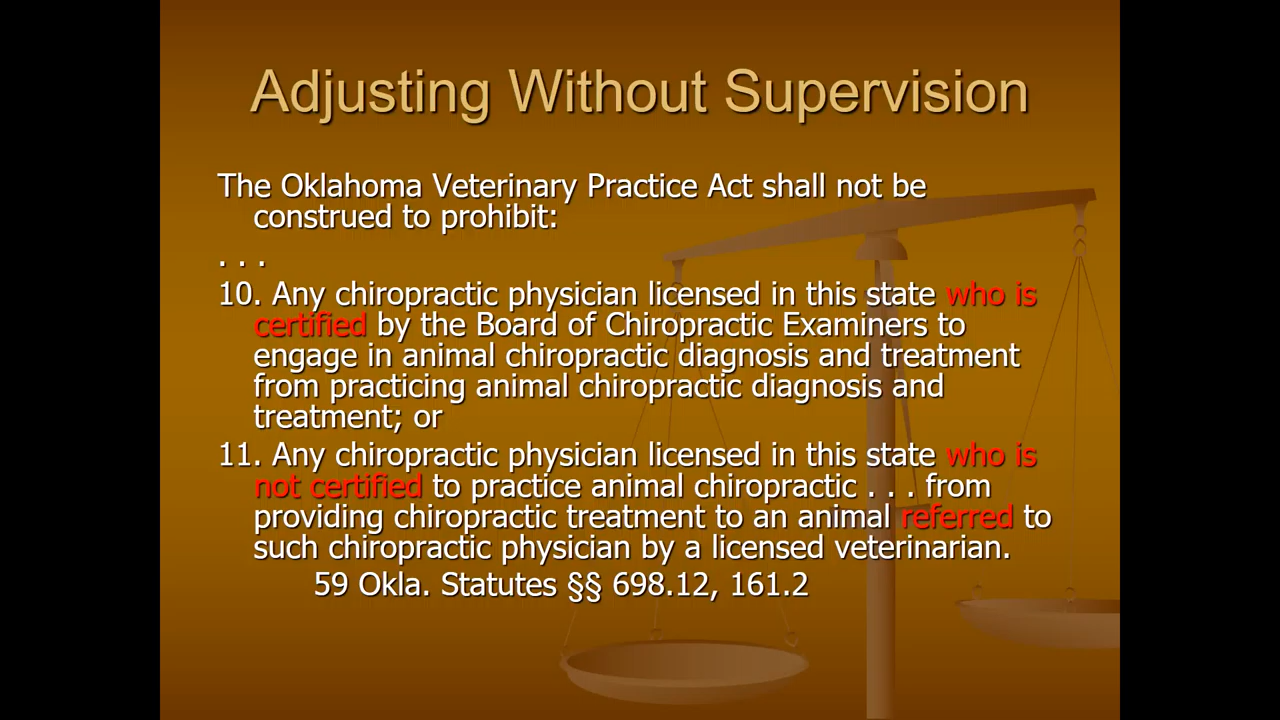 Adjusting Without Supervision
The Oklahoma Veterinary Practice Act shall not be
construed to prohibit:
. . .
10. Any chiropractic physician licensed in this state who is
certified by the Board of Chiropractic Examiners to
engage in animal chiropractic diagnosis and treatment
from practicing animal chiropractic diagnosis and
treatment; or
11. Any chiropractic physician licensed in this state who is
not certified to practice animal chiropractic . . . from
providing chiropractic treatment to an animal referred to
such chiropractic physician by a licensed veterinarian.
59 Okla. Statutes §§ 698.12, 161.2